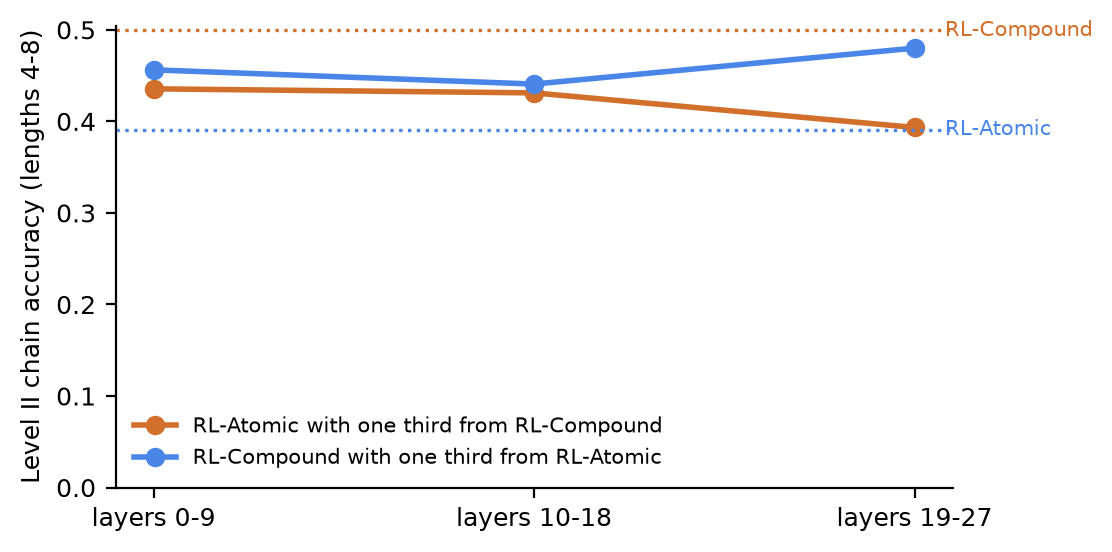 Level II chain accuracy (lengths 4-8)
0.5
0.4
0.3
0.2
0.1
0.0
RL-Compound
RL-Atomic
RL-Atomic with one third from RL-Compound
RL-Compound with one third from RL-Atomic
layers 0-9
layers 10-18
layers 19-27